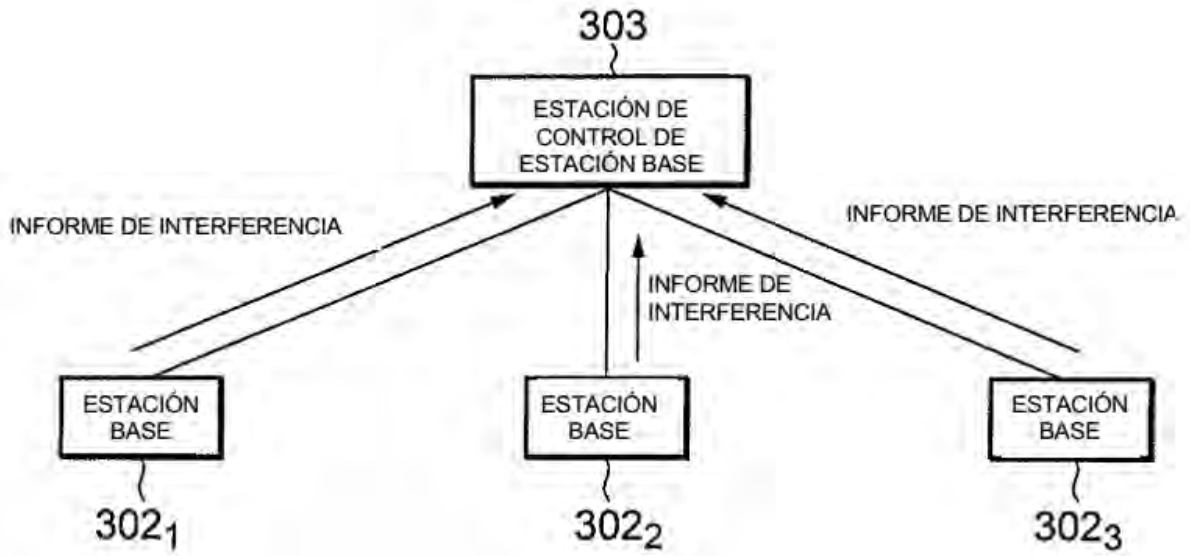 303
ESTACIÓN DE
CONTROL DE
ESTACIÓN BASE
INFORME DE INTERFERENCIA
INFORME DE INTERFERENCIA
INFORME DE
INTERFERENCIA
ESTACIÓN
BASE
ESTACIÓN
BASE
ESTACIÓN
BASE
302₁
302₂
302₃